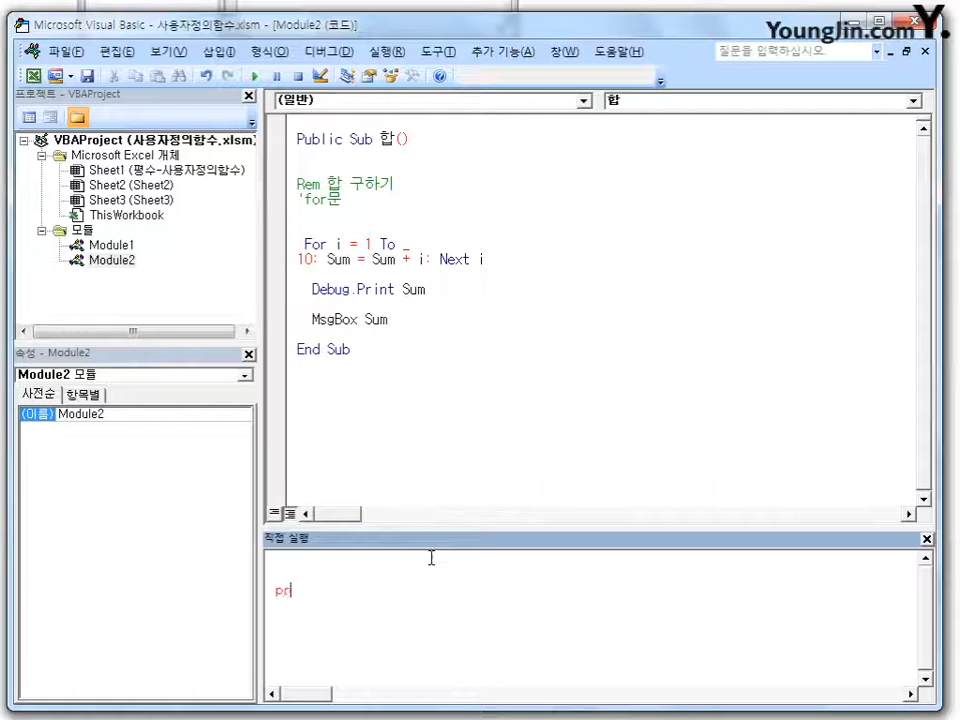 Microsoft Visual Basic - 사용자정의함수.xlsm - [Module2 (코드)]
Younglin.com Y.
파일(F) 편집(E) 보기(V) 삽입(I) 형식(O) 디버그(D) 실행(R) 도구(T) 추가 기능(A) 창(W) 도움말(H) 질문을 입력하십시오.
프로젝트 - VBAProject
(일반) 합
VBAProject (사용자정의함수.xlsm)
Microsoft Excel 개체
Sheet1 (평수-사용자정의함수)
Sheet2 (Sheet2)
Sheet3 (Sheet3)
ThisWorkbook
모듈
Module1
Module2
속성 - Module2
Module2 모듈
사전순 항목별
(이름) Module2
Public Sub 합()
Rem 합 구하기
'for문
For i = 1 To _
10: Sum = Sum + i: Next i
Debug.Print Sum
MsgBox Sum
End Sub
직접 실행
pr